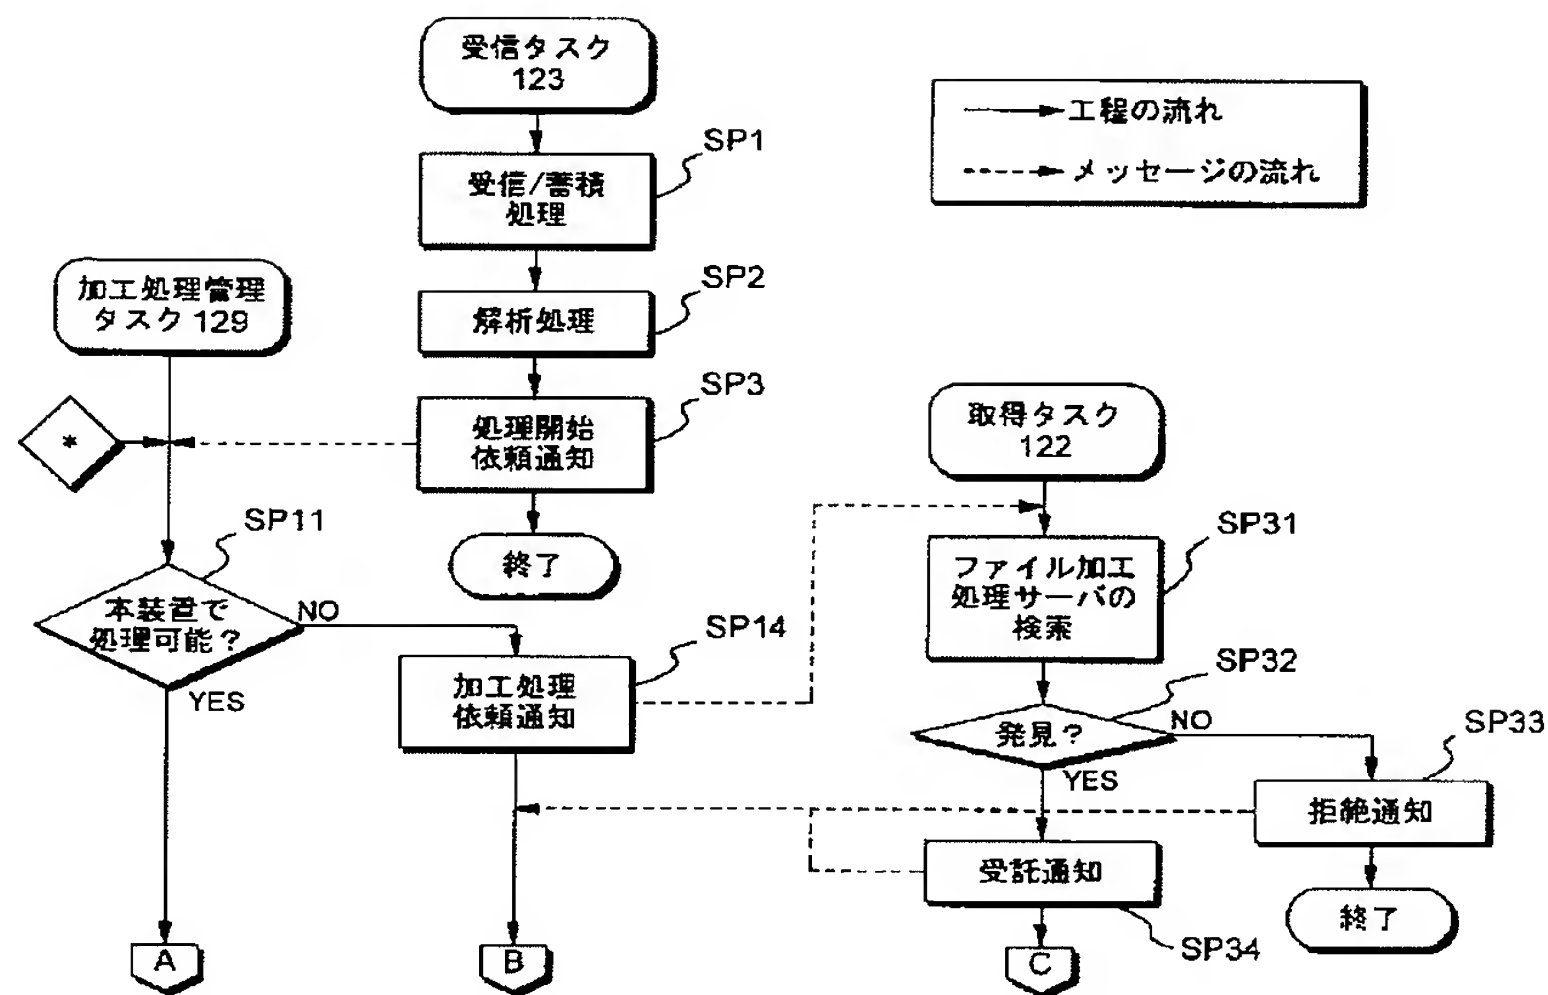 受信タスク
123
工程の流れ
メッセージの流れ
SP1
受信/蓄積
処理
加工処理管理
タスク 129
SP2
解析処理
SP3
処理開始
依頼通知
*
取得タスク
122
終了
SP11
本装置で
処理可能？
NO
YES
SP31
ファイル加工
処理サーバの
検索
SP14
加工処理
依頼通知
SP32
発見？
NO
YES
SP33
拒絶通知
受託通知
SP34
終了
A
B
C